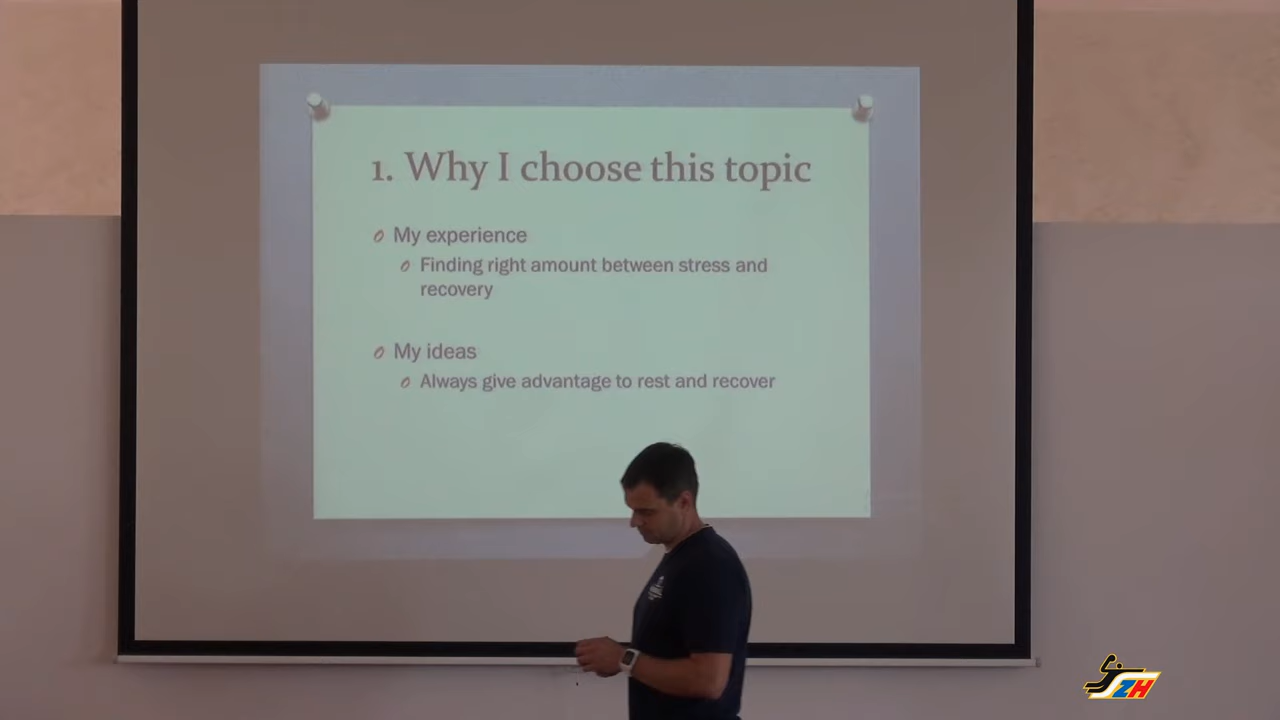 1. Why I choose this topic
My experience
Finding right amount between stress and
recovery
My ideas
Always give advantage to rest and recover
ZH